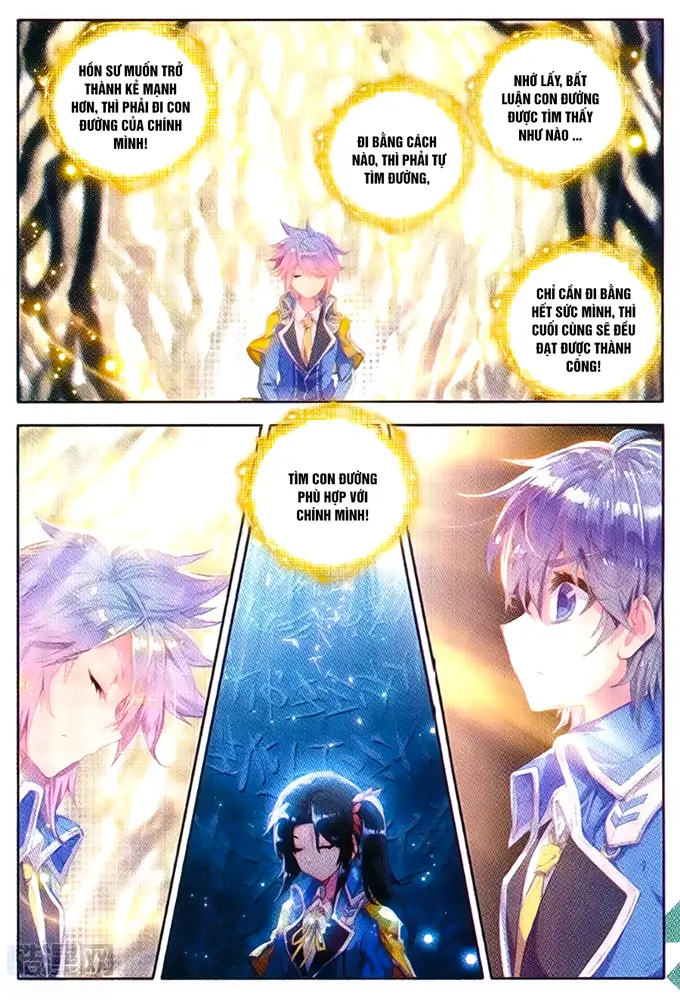 HỒN SƯ MUỐN TRỞ
THÀNH KẺ MẠNH
HƠN, THÌ PHẢI ĐI CON
ĐƯỜNG CỦA CHÍNH
MÌNH!
ĐI BẰNG CÁCH
NÀO, THÌ PHẢI TỰ
TÌM ĐƯỜNG,
NHỚ LẤY, BẤT
LUẬN CON ĐƯỜNG
ĐƯỢC TÌM THẤY
NHƯ NÀO ...
CHỈ CẦN ĐI BẰNG
HẾT SỨC MÌNH, THÌ
CUỐI CÙNG SẼ ĐỀU
ĐẠT ĐƯỢC THÀNH
CÔNG!
TÌM CON ĐƯỜNG
PHÙ HỢP VỚI
CHÍNH MÌNH!